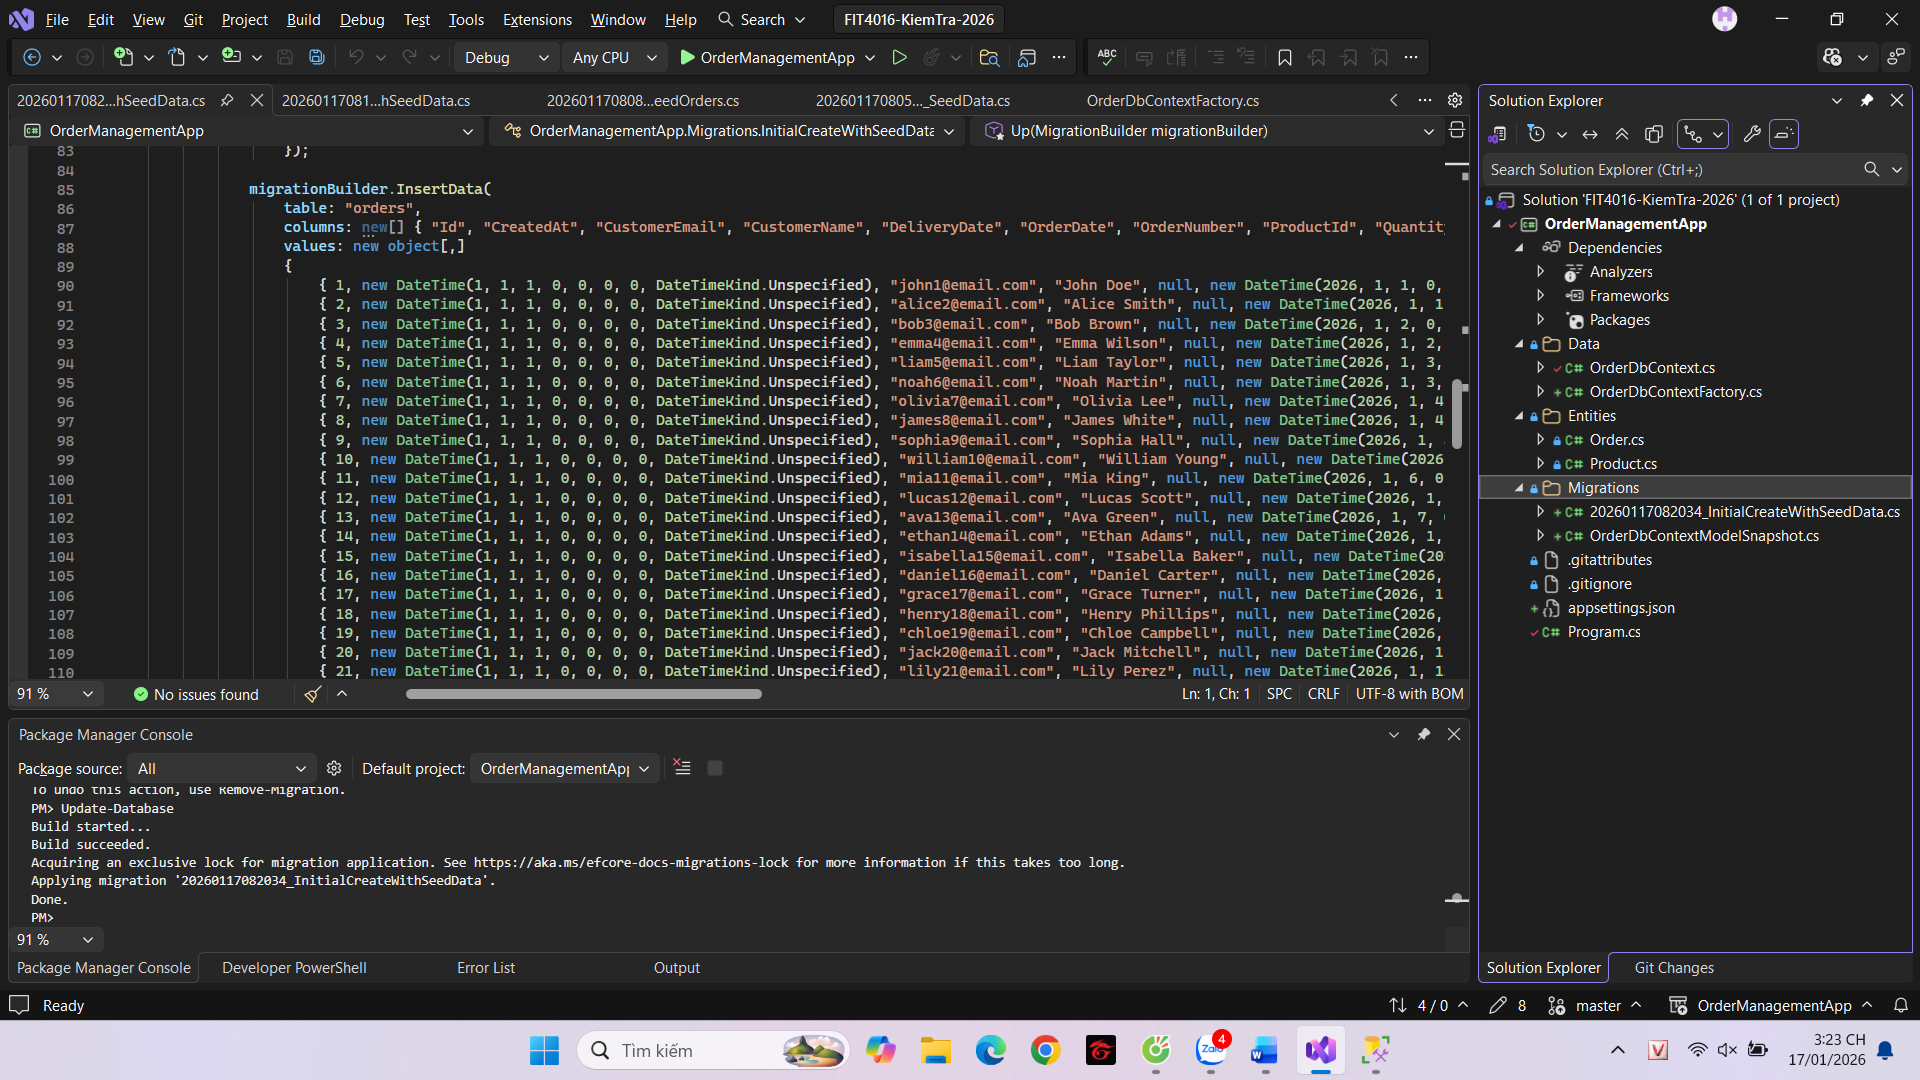 File Edit View Git Project Build Debug Test Tools Extensions Window Help Search FIT4016-KiemTra-2026
Debug Any CPU OrderManagementApp
20260117082...hSeedData.cs 20260117081...hSeedData.cs 202601170808...eedOrders.cs 202601170805..._SeedData.cs OrderDbContextFactory.cs
OrderManagementApp OrderManagementApp.Migrations.InitialCreateWithSeedData Up(MigrationBuilder migrationBuilder)
83 });
84
85 migrationBuilder.InsertData(
86 table: "orders",
87 columns: new[] { "Id", "CreatedAt", "CustomerEmail", "CustomerName", "DeliveryDate", "OrderDate", "OrderNumber", "ProductId", "Quantity
88 values: new object[,]
89 {
90 { 1, new DateTime(1, 1, 1, 0, 0, 0, 0, DateTimeKind.Unspecified), "john1@email.com", "John Doe", null, new DateTime(2026, 1, 1, 0,
91 { 2, new DateTime(1, 1, 1, 0, 0, 0, 0, DateTimeKind.Unspecified), "alice2@email.com", "Alice Smith", null, new DateTime(2026, 1, 1
92 { 3, new DateTime(1, 1, 1, 0, 0, 0, 0, DateTimeKind.Unspecified), "bob3@email.com", "Bob Brown", null, new DateTime(2026, 1, 2, 0,
93 { 4, new DateTime(1, 1, 1, 0, 0, 0, 0, DateTimeKind.Unspecified), "emma4@email.com", "Emma Wilson", null, new DateTime(2026, 1, 2,
94 { 5, new DateTime(1, 1, 1, 0, 0, 0, 0, DateTimeKind.Unspecified), "liam5@email.com", "Liam Taylor", null, new DateTime(2026, 1, 3,
95 { 6, new DateTime(1, 1, 1, 0, 0, 0, 0, DateTimeKind.Unspecified), "noah6@email.com", "Noah Martin", null, new DateTime(2026, 1, 3,
96 { 7, new DateTime(1, 1, 1, 0, 0, 0, 0, DateTimeKind.Unspecified), "olivia7@email.com", "Olivia Lee", null, new DateTime(2026, 1, 4
97 { 8, new DateTime(1, 1, 1, 0, 0, 0, 0, DateTimeKind.Unspecified), "james8@email.com", "James White", null, new DateTime(2026, 1, 4
98 { 9, new DateTime(1, 1, 1, 0, 0, 0, 0, DateTimeKind.Unspecified), "sophia9@email.com", "Sophia Hall", null, new DateTime(2026, 1,
99 { 10, new DateTime(1, 1, 1, 0, 0, 0, 0, DateTimeKind.Unspecified), "william10@email.com", "William Young", null, new DateTime(2026
100 { 11, new DateTime(1, 1, 1, 0, 0, 0, 0, DateTimeKind.Unspecified), "mia11@email.com", "Mia King", null, new DateTime(2026, 1, 6, 0
101 { 12, new DateTime(1, 1, 1, 0, 0, 0, 0, DateTimeKind.Unspecified), "lucas12@email.com", "Lucas Scott", null, new DateTime(2026, 1,
102 { 13, new DateTime(1, 1, 1, 0, 0, 0, 0, DateTimeKind.Unspecified), "ava13@email.com", "Ava Green", null, new DateTime(2026, 1, 7,
103 { 14, new DateTime(1, 1, 1, 0, 0, 0, 0, DateTimeKind.Unspecified), "ethan14@email.com", "Ethan Adams", null, new DateTime(2026, 1,
104 { 15, new DateTime(1, 1, 1, 0, 0, 0, 0, DateTimeKind.Unspecified), "isabella15@email.com", "Isabella Baker", null, new DateTime(20
105 { 16, new DateTime(1, 1, 1, 0, 0, 0, 0, DateTimeKind.Unspecified), "daniel16@email.com", "Daniel Carter", null, new DateTime(2026,
106 { 17, new DateTime(1, 1, 1, 0, 0, 0, 0, DateTimeKind.Unspecified), "grace17@email.com", "Grace Turner", null, new DateTime(2026, 1
107 { 18, new DateTime(1, 1, 1, 0, 0, 0, 0, DateTimeKind.Unspecified), "henry18@email.com", "Henry Phillips", null, new DateTime(2026,
108 { 19, new DateTime(1, 1, 1, 0, 0, 0, 0, DateTimeKind.Unspecified), "chloe19@email.com", "Chloe Campbell", null, new DateTime(2026,
109 { 20, new DateTime(1, 1, 1, 0, 0, 0, 0, DateTimeKind.Unspecified), "jack20@email.com", "Jack Mitchell", null, new DateTime(2026, 1
110 { 21, new DateTime(1, 1, 1, 0, 0, 0, 0, DateTimeKind.Unspecified), "lily21@email.com", "Lily Perez", null, new DateTime(2026, 1, 1
91 % No issues found Ln: 1, Ch: 1 SPC CRLF UTF-8 with BOM
Package Manager Console
Package source: All Default project: OrderManagementApp
To undo this action, use Remove-Migration.
PM> Update-Database
Build started...
Build succeeded.
Acquiring an exclusive lock for migration application. See https://aka.ms/efcore-docs-migrations-lock for more information if this takes too long.
Applying migration '20260117082034_InitialCreateWithSeedData'.
Done.
PM>
91 %
Package Manager Console Developer PowerShell Error List Output
Solution Explorer
Search Solution Explorer (Ctrl+;)
Solution 'FIT4016-KiemTra-2026' (1 of 1 project)
OrderManagementApp
Dependencies
Analyzers
Frameworks
Packages
Data
C# OrderDbContext.cs
C# OrderDbContextFactory.cs
Entities
C# Order.cs
C# Product.cs
Migrations
C# 20260117082034_InitialCreateWithSeedData.cs
C# OrderDbContextModelSnapshot.cs
.gitattributes
.gitignore
appsettings.json
C# Program.cs
Solution Explorer Git Changes
Ready 4 / 0 8 master OrderManagementApp
Tìm kiếm Zalo 4 3:23 CH
17/01/2026